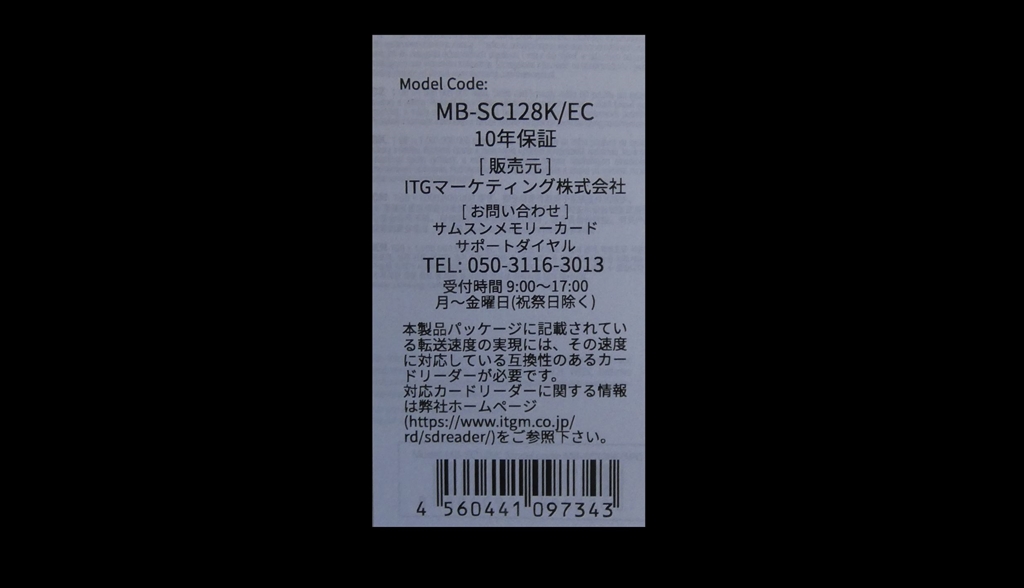 Model Code:
MB-SC128K/EC
10年保証
[ 販売元 ]
ITGマーケティング株式会社
[ お問い合わせ ]
サムスンメモリーカード
サポートダイヤル
TEL: 050-3116-3013
受付時間 9:00～17:00
月～金曜日(祝祭日除く)
本製品パッケージに記載されてい
る転送速度の実現には、その速度
に対応している互換性のあるカー
ドリーダーが必要です。
対応カードリーダーに関する情報
は弊社ホームページ
(https://www.itgm.co.jp/
rd/sdreader/)をご参照下さい。
4 560441 097343